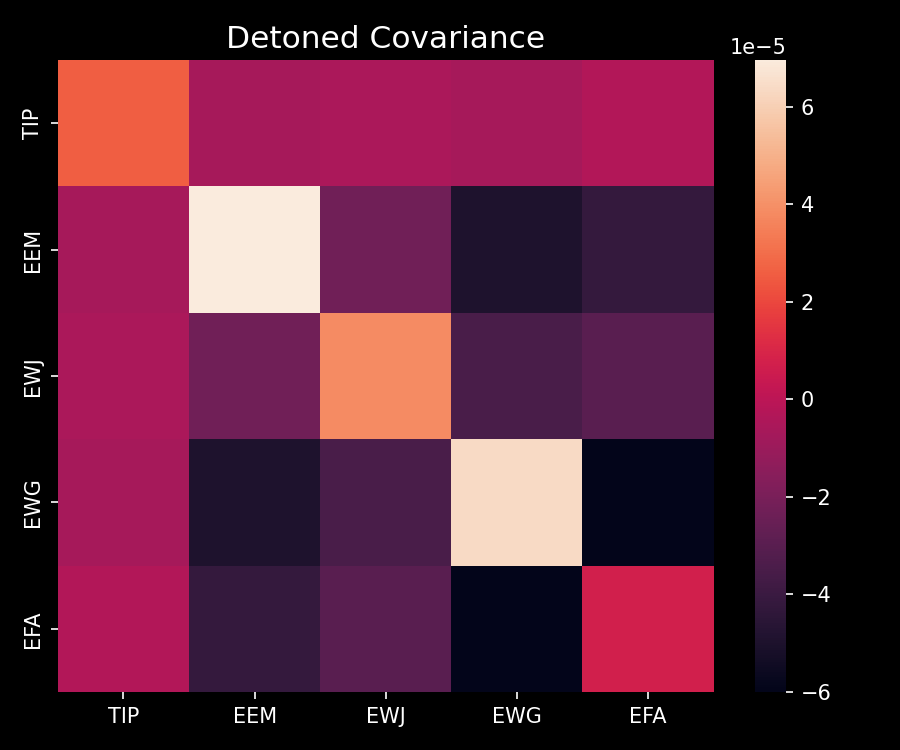 Detoned Covariance
1e−5
TIP
EEM
EWJ
EWG
EFA
TIP EEM EWJ EWG EFA
6
4
2
0
−2
−4
−6